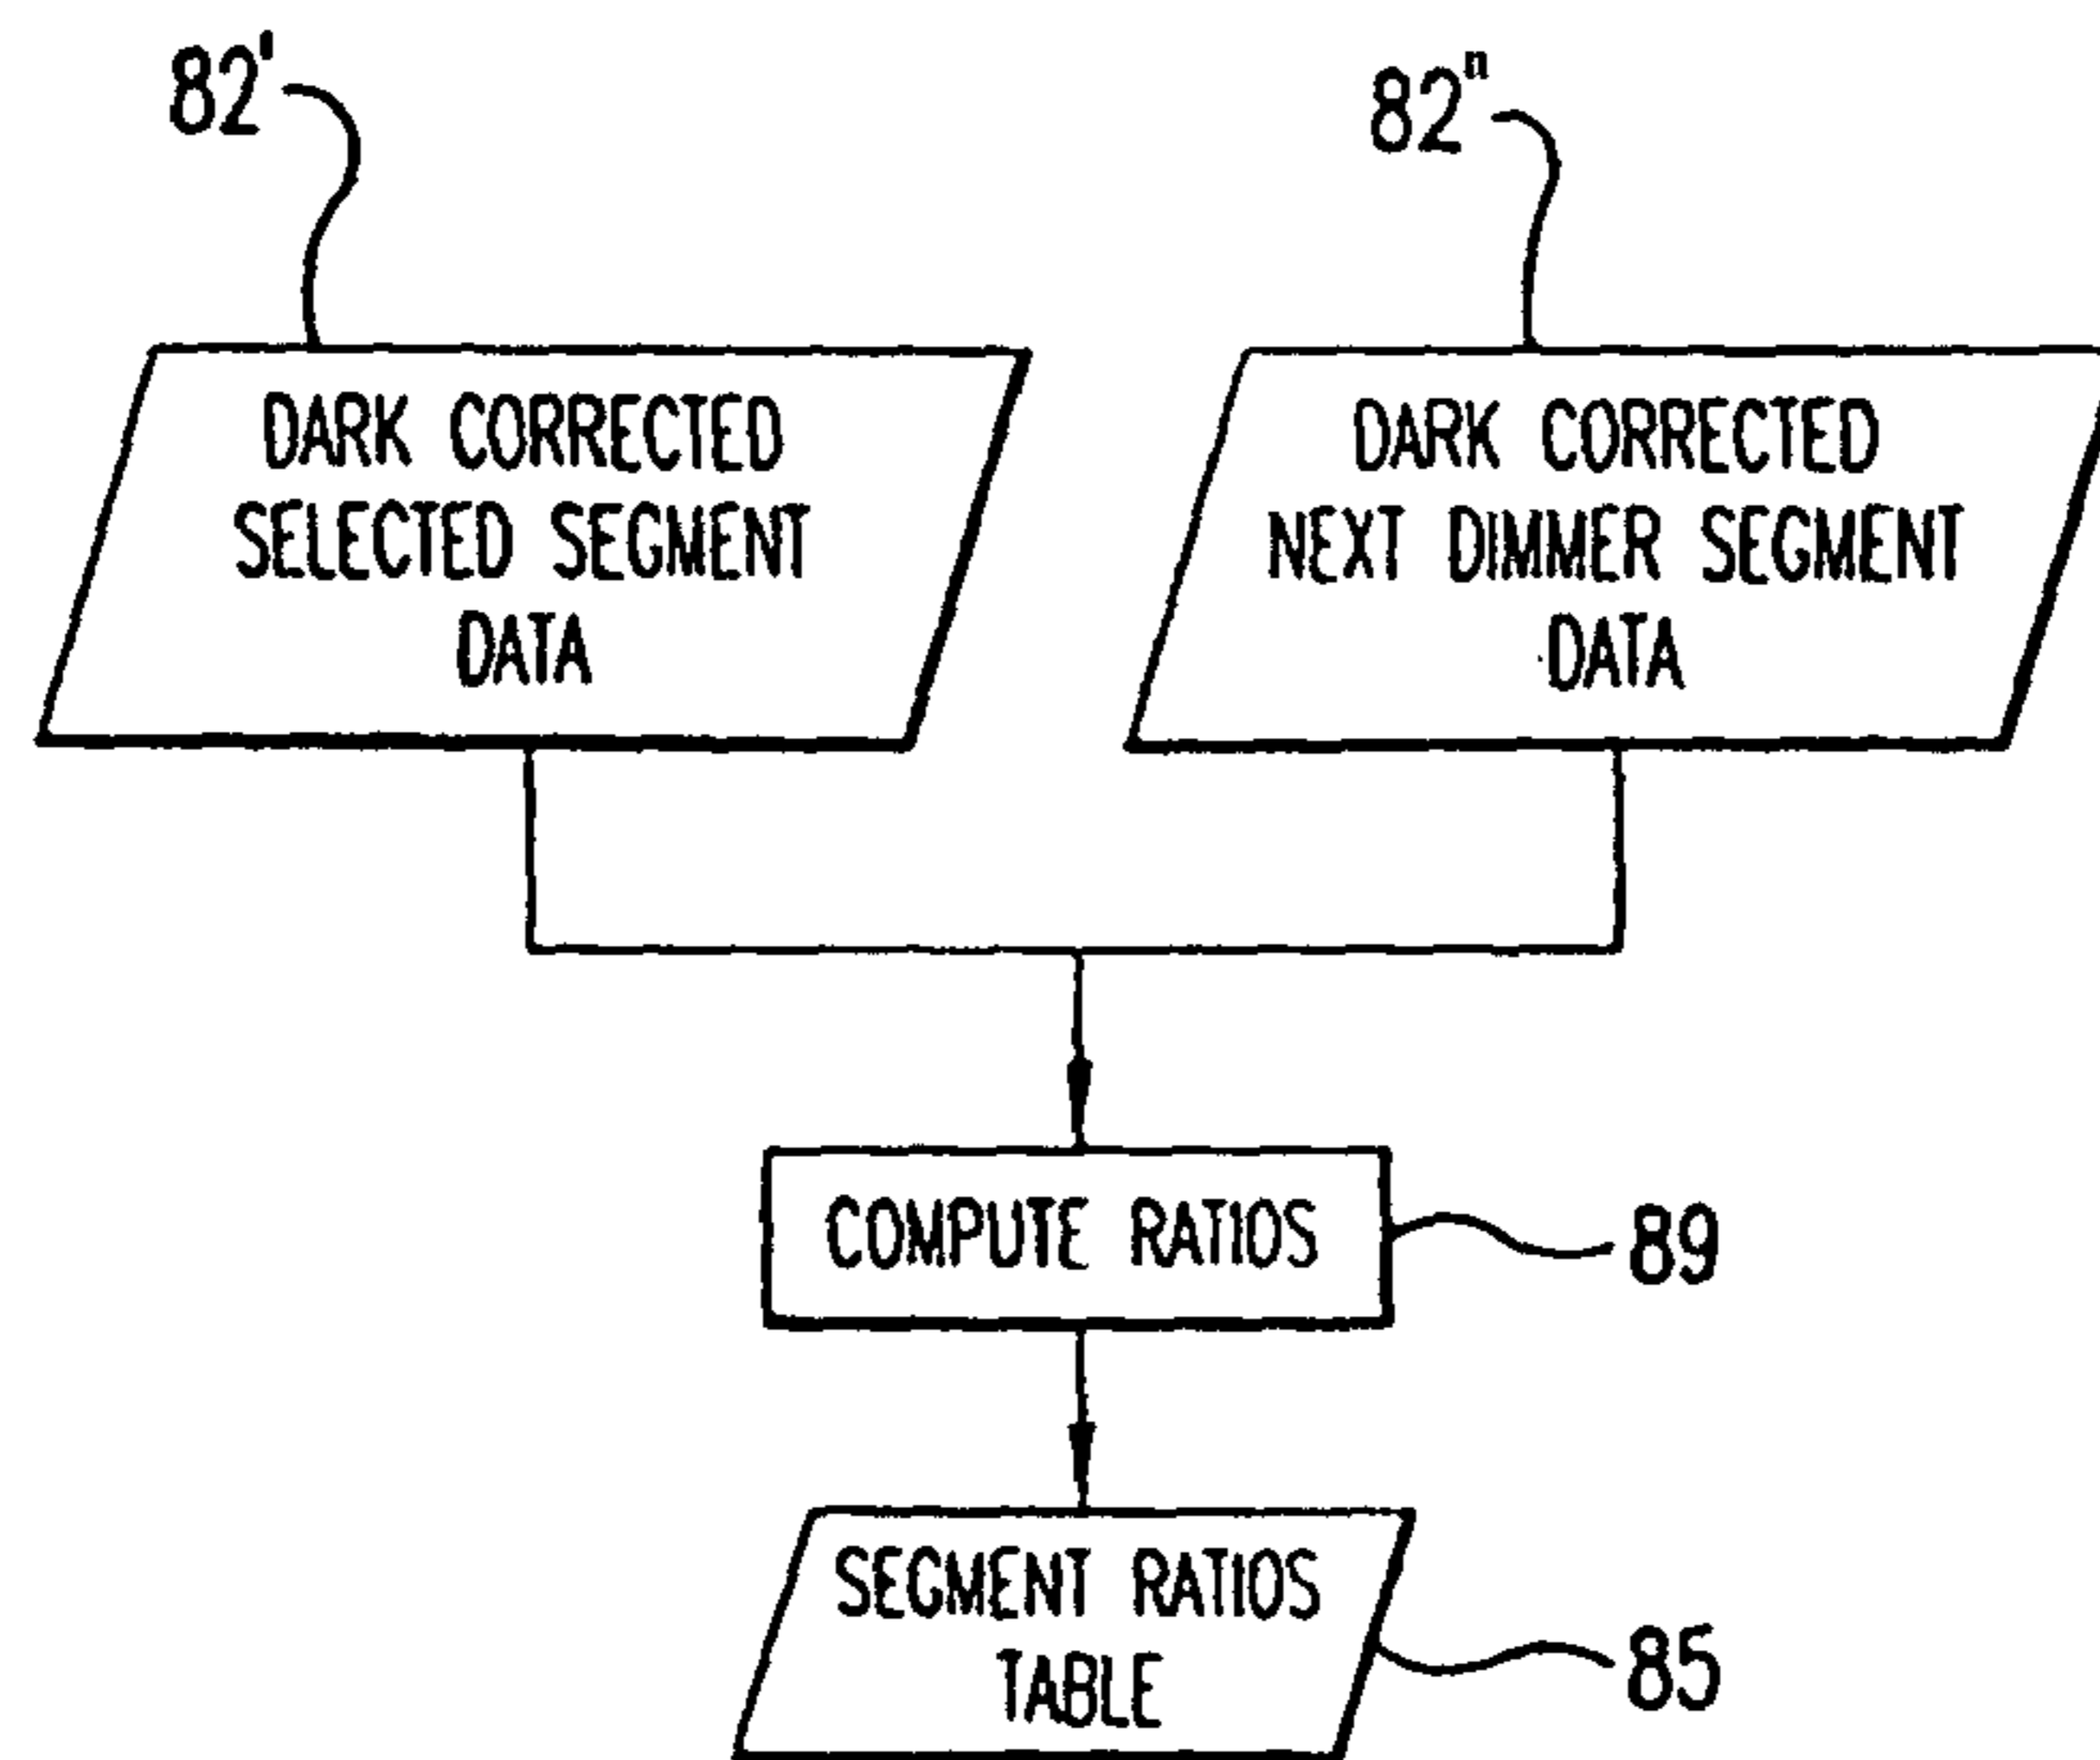 82'
82"
DARK CORRECTED
SELECTED SEGMENT
DATA
DARK CORRECTED
NEXT DIMMER SEGMENT
DATA
COMPUTE RATIOS
89
SEGMENT RATIOS
TABLE
85